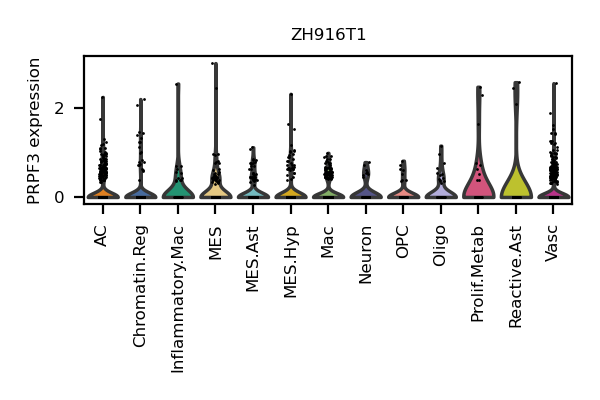 ZH916T1
PRPF3 expression
2
0
AC
Chromatin.Reg
Inflammatory.Mac
MES
MES.Ast
MES.Hyp
Mac
Neuron
OPC
Oligo
Prolif.Metab
Reactive.Ast
Vasc